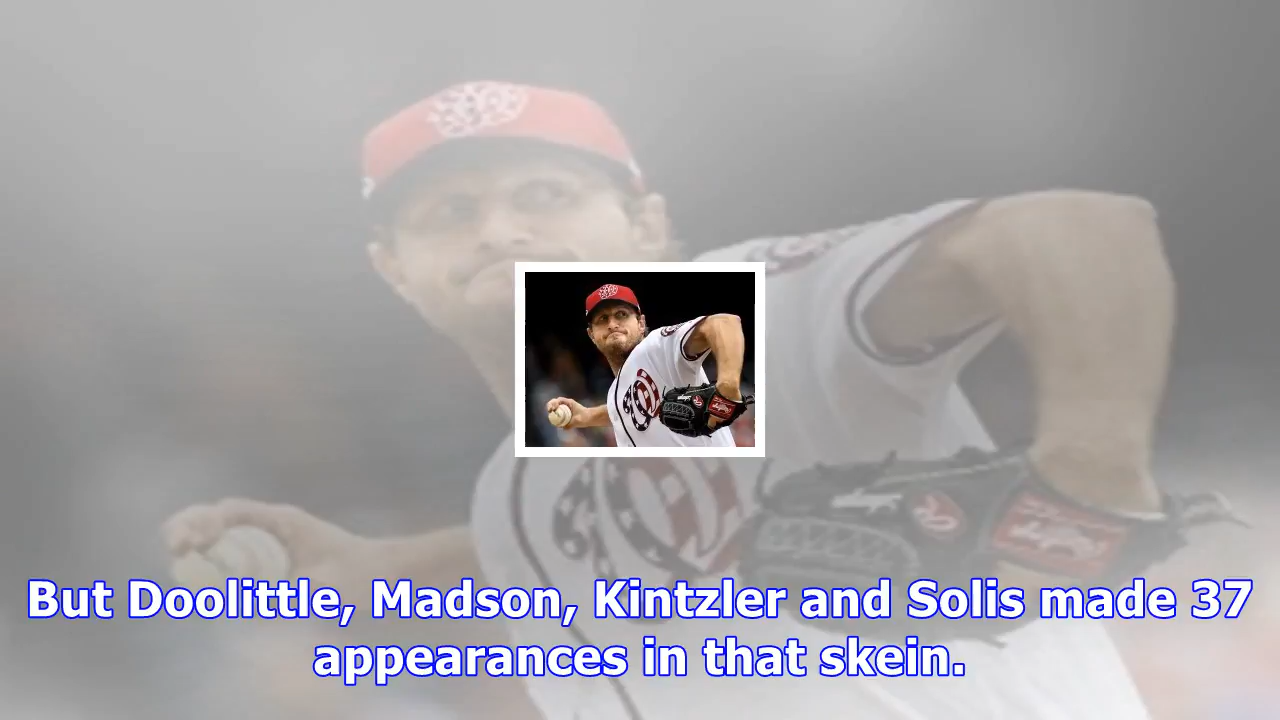 But Doolittle, Madson, Kintzler and Solis made 37
appearances in that skein.